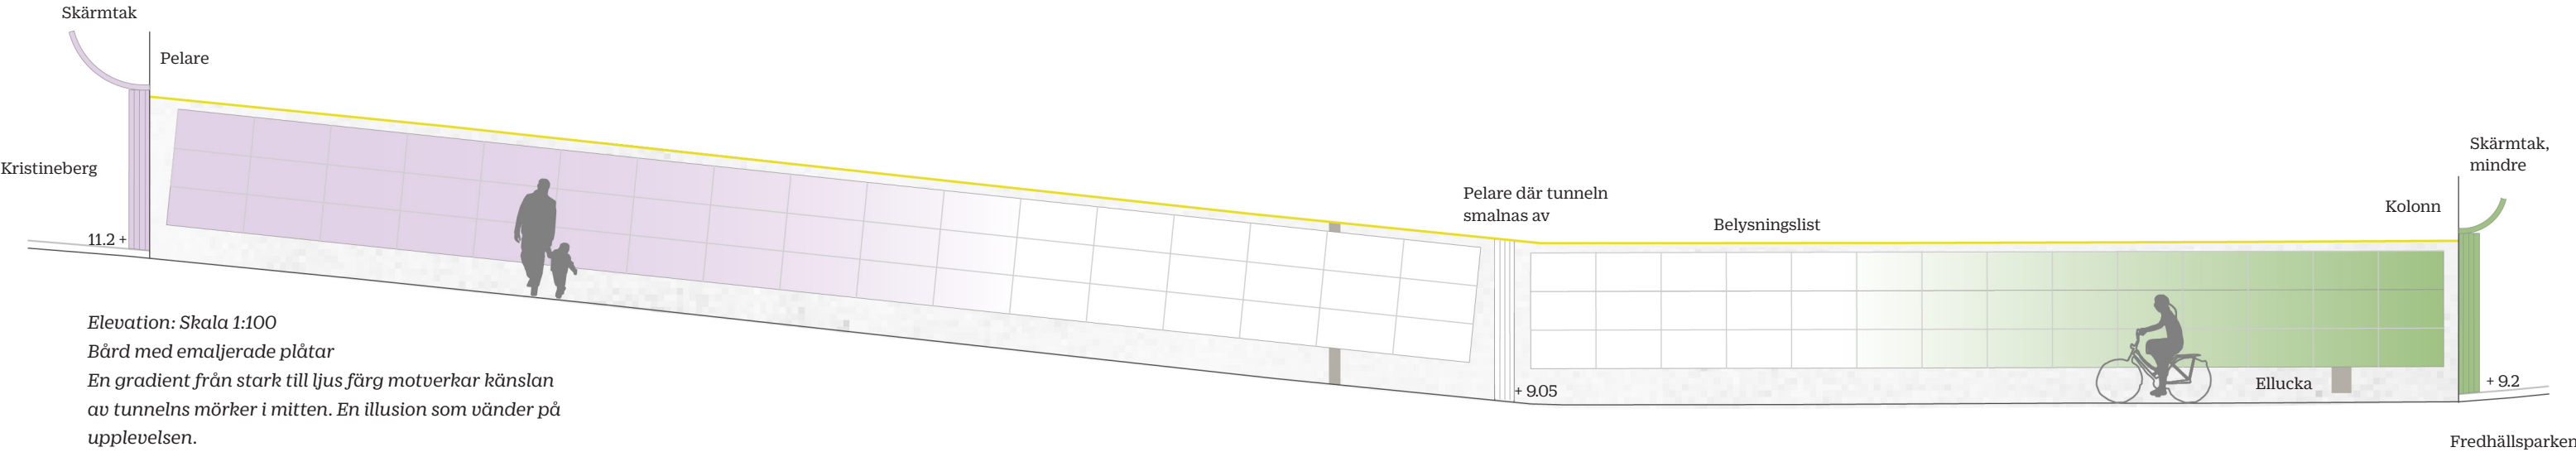 Skärmtak
Pelare
Kristineberg
11.2 +
Elevation: Skala 1:100
Bård med emaljerade plåtar
En gradient från stark till ljus färg motverkar känslan
av tunnelns mörker i mitten. En illusion som vänder på
upplevelsen.
Pelare där tunneln
smalnas av
+ 9.05
Belysningslist
Ellucka
Kolonn
Skärmtak,
mindre
+ 9.2
Fredhällsparken